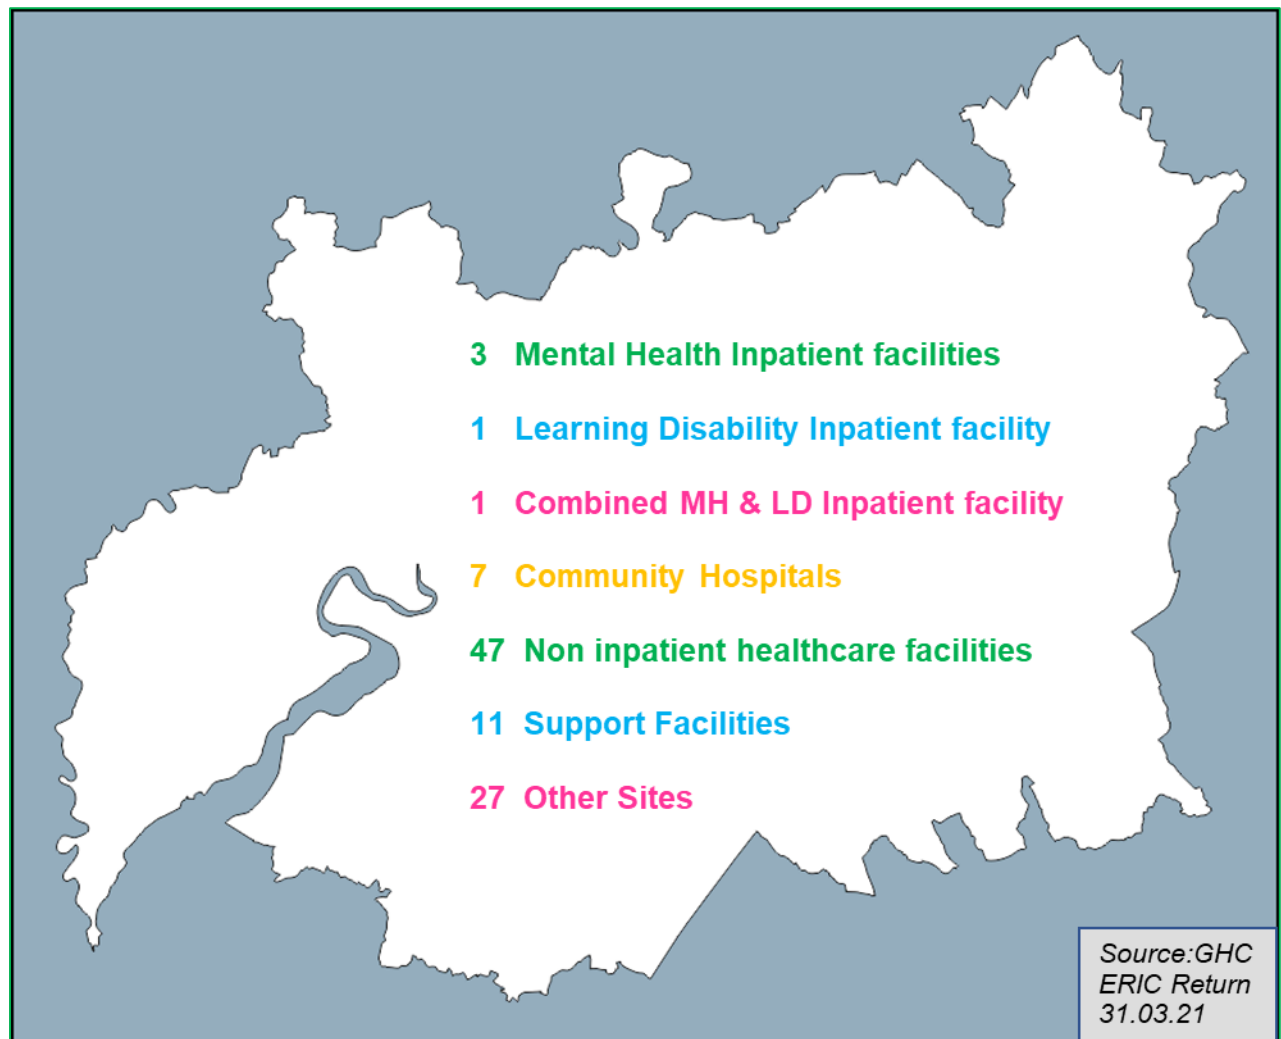 3 Mental Health Inpatient facilities
1 Learning Disability Inpatient facility
1 Combined MH & LD Inpatient facility
7 Community Hospitals
47 Non inpatient healthcare facilities
11 Support Facilities
27 Other Sites
Source:GHC
ERIC Return
31.03.21